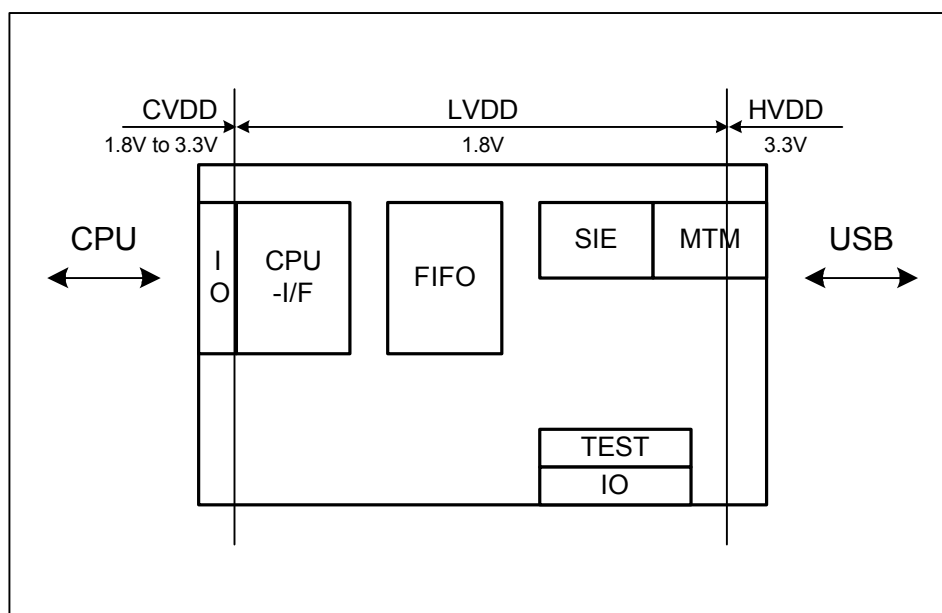 CVDD
LVDD
HVDD
1.8V to 3.3V
1.8V
3.3V
CPU
I
O
CPU
-I/F
FIFO
SIE
MTM
USB
TEST
IO